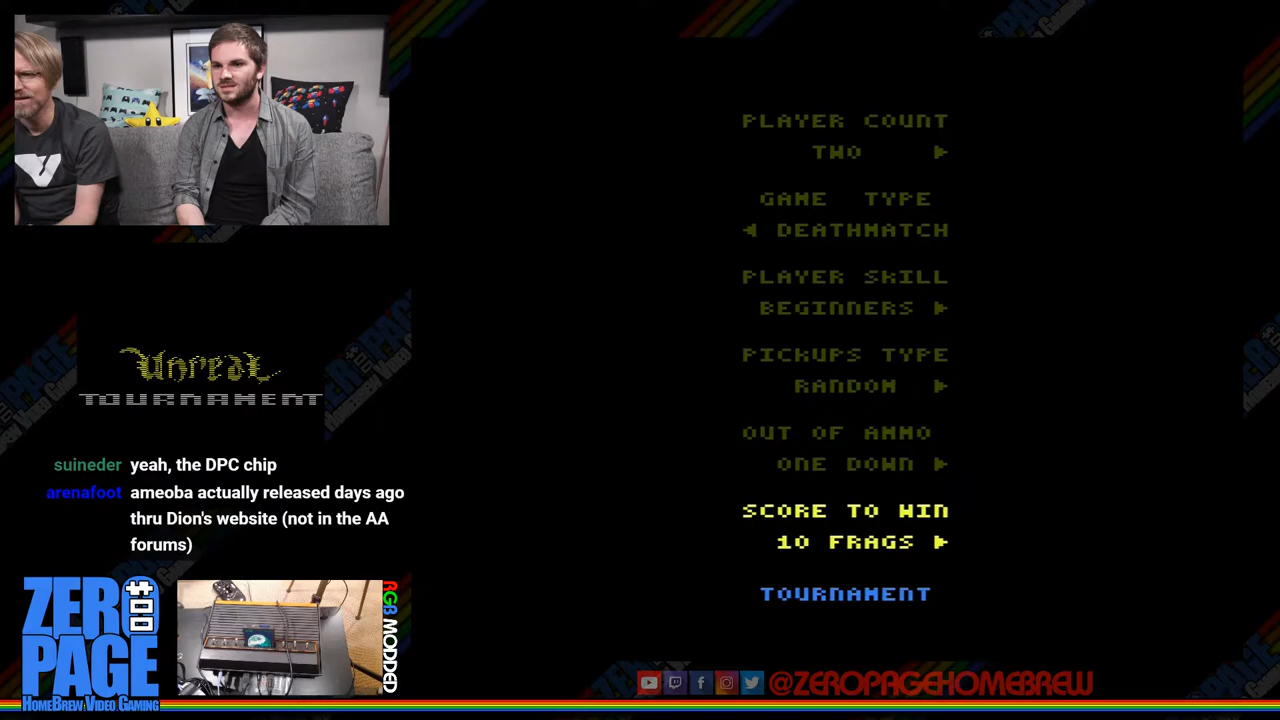 PLAYER COUNT
TWO ►
GAME TYPE
◄ DEATHMATCH
PLAYER SKILL
BEGINNERS ►
PICKUPS TYPE
RANDOM ►
OUT OF AMMO
ONE DOWN ►
SCORE TO WIN
10 FRAGS ►
TOURNAMENT
Unreal
TOURNAMENT
suineder yeah, the DPC chip
arenafoot ameoba actually released days ago
thru Dion's website (not in the AA
forums)
ZERO
PAGE
HOMEBREW VIDEO GAMING
RGB MODDED
@ZEROPAGEHOMEBREW